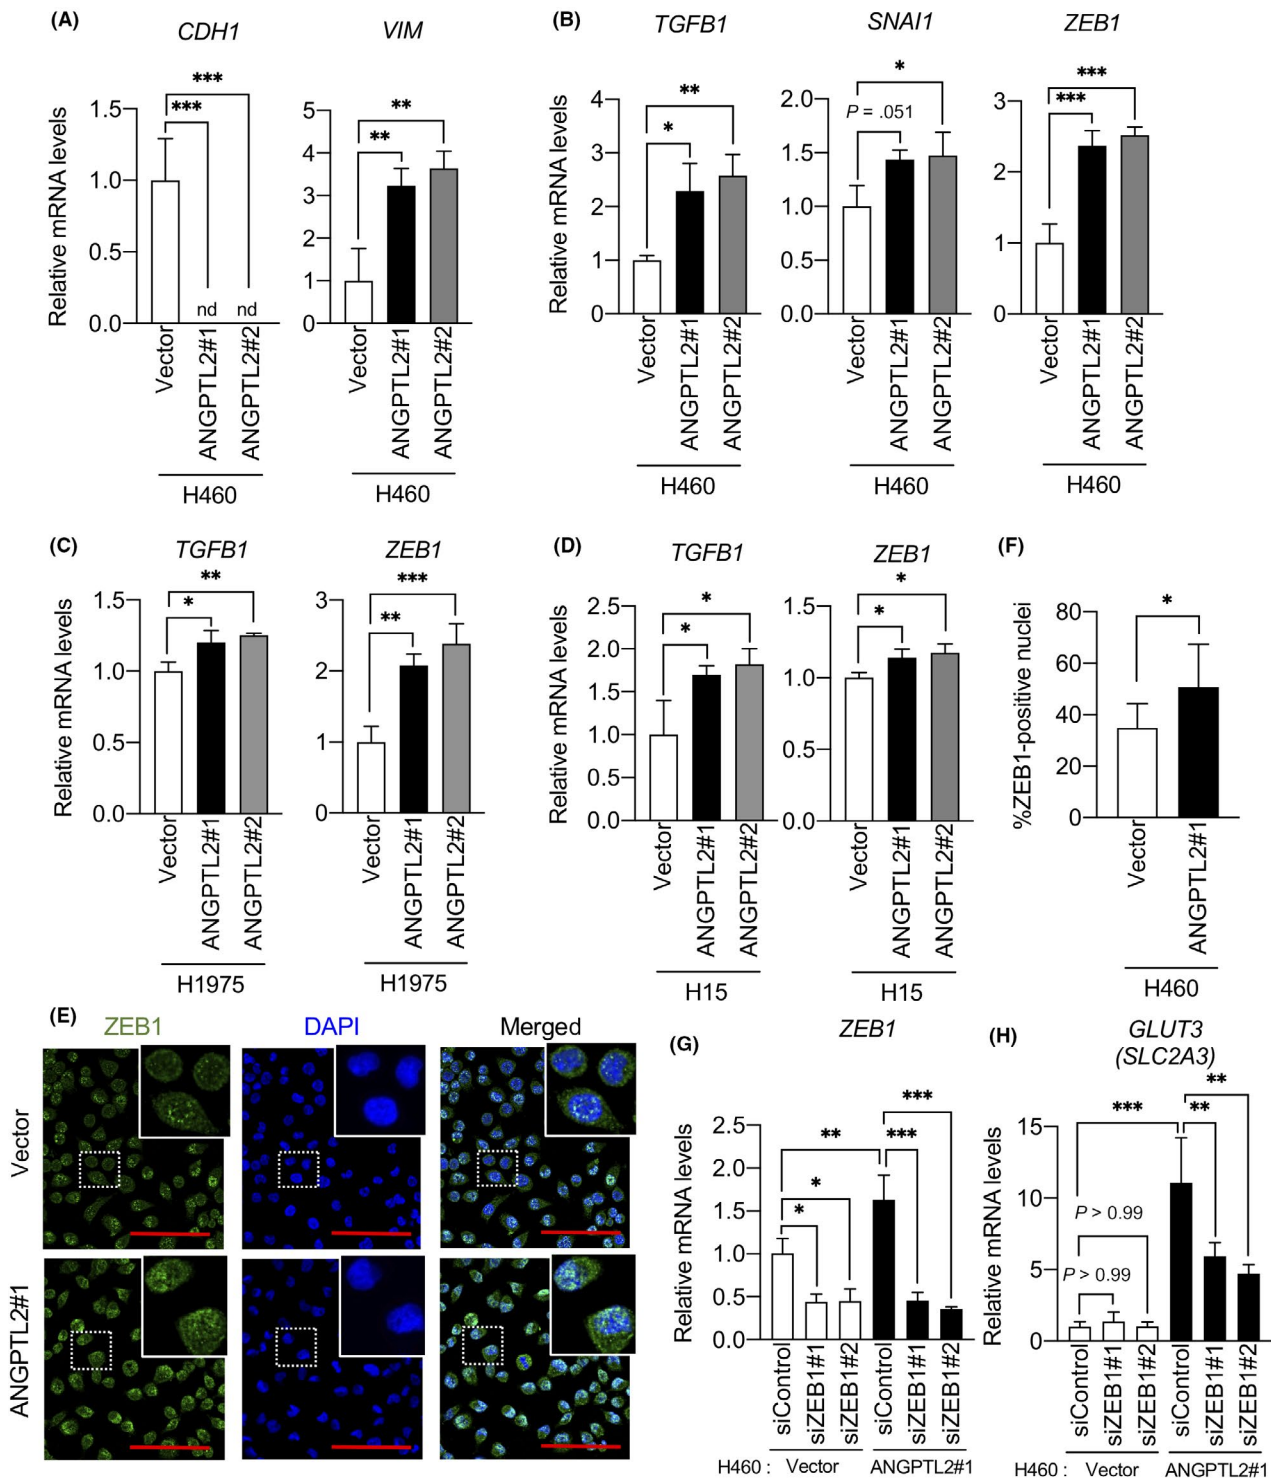 (A)
CDH1
VIM
Relative mRNA levels
1.5
1.0
0.5
0.0
***
***
nd
nd
Vector
ANGPTL2#1
ANGPTL2#2
H460
5
4
3
2
1
0
**
**
Vector
ANGPTL2#1
ANGPTL2#2
H460
(B)
TGFB1
SNAI1
ZEB1
Relative mRNA levels
4
3
2
1
0
**
*
Vector
ANGPTL2#1
ANGPTL2#2
H460
2.0
1.5
1.0
0.5
0.0
*
P = .051
Vector
ANGPTL2#1
ANGPTL2#2
H460
3
2
1
0
***
***
Vector
ANGPTL2#1
ANGPTL2#2
H460
(C)
TGFB1
ZEB1
Relative mRNA levels
1.5
1.0
0.5
0.0
**
*
Vector
ANGPTL2#1
ANGPTL2#2
H1975
3
2
1
0
***
**
Vector
ANGPTL2#1
ANGPTL2#2
H1975
(D)
TGFB1
ZEB1
Relative mRNA levels
2.5
2.0
1.5
1.0
0.5
0.0
*
*
Vector
ANGPTL2#1
ANGPTL2#2
H15
1.5
1.0
0.5
0.0
*
*
Vector
ANGPTL2#1
ANGPTL2#2
H15
(F)
%ZEB1-positive nuclei
80
60
40
20
0
*
Vector
ANGPTL2#1
H460
(E)
ZEB1
DAPI
Merged
Vector
ANGPTL2#1
(G)
ZEB1
Relative mRNA levels
2.5
2.0
1.5
1.0
0.5
0.0
***
**
***
*
*
siControl
siZEB1#1
siZEB1#2
siControl
siZEB1#1
siZEB1#2
H460 : Vector ANGPTL2#1
(H)
GLUT3
(SLC2A3)
Relative mRNA levels
15
10
5
0
**
***
**
P > 0.99
P > 0.99
siControl
siZEB1#1
siZEB1#2
siControl
siZEB1#1
siZEB1#2
H460 : Vector ANGPTL2#1